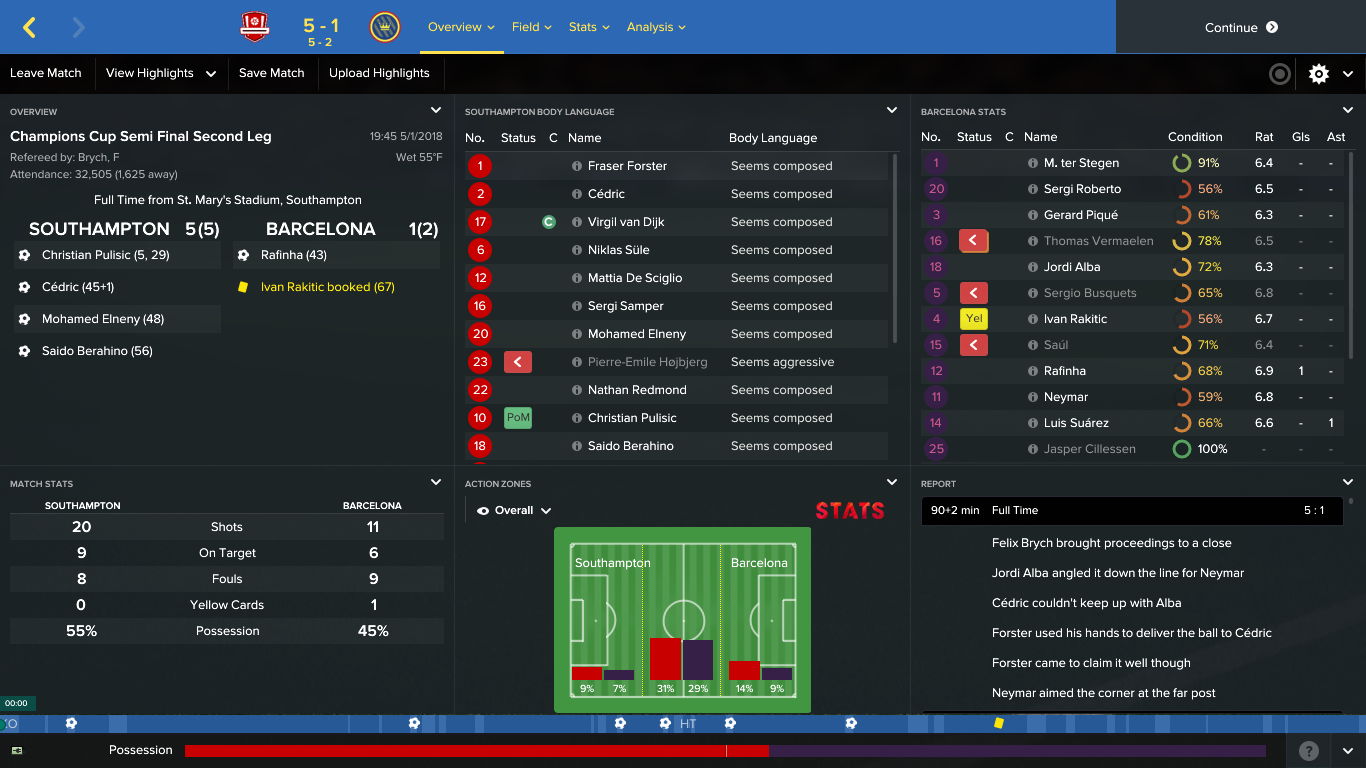 5 - 1
5 - 2
Overview
Field
Stats
Analysis
Continue
Leave Match
View Highlights
Save Match
Upload Highlights
OVERVIEW
Champions Cup Semi Final Second Leg
19:45 5/1/2018
Refereed by: Brych, F
Wet 55°F
Attendance: 32,505 (1,625 away)
Full Time from St. Mary's Stadium, Southampton
SOUTHAMPTON 5(5) BARCELONA 1(2)
Christian Pulisic (5, 29) Rafinha (43)
Cédric (45+1) Ivan Rakitic booked (67)
Mohamed Elneny (48)
Saido Berahino (56)
SOUTHAMPTON BODY LANGUAGE
No. Status C Name Body Language
1 Fraser Forster Seems composed
2 Cédric Seems composed
17 C Virgil van Dijk Seems composed
6 Niklas Süle Seems composed
12 Mattia De Sciglio Seems composed
16 Sergi Samper Seems composed
20 Mohamed Elneny Seems composed
23 Pierre-Emile Højbjerg Seems aggressive
22 Nathan Redmond Seems composed
10 PoM Christian Pulisic Seems composed
18 Saido Berahino Seems composed
BARCELONA STATS
No. Status C Name Condition Rat Gls Ast
1 M. ter Stegen 91% 6.4 - -
20 Sergi Roberto 56% 6.5 - -
3 Gerard Piqué 61% 6.3 - -
16 Thomas Vermaelen 78% 6.5 - -
18 Jordi Alba 72% 6.3 - -
5 Sergio Busquets 65% 6.8 - -
4 Yel Ivan Rakitic 56% 6.7 - -
15 Saúl 71% 6.4 - -
12 Rafinha 68% 6.9 1 -
11 Neymar 59% 6.8 - -
14 Luis Suárez 66% 6.6 - 1
25 Jasper Cillessen 100% - - -
MATCH STATS
SOUTHAMPTON BARCELONA
20 Shots 11
9 On Target 6
8 Fouls 9
0 Yellow Cards 1
55% Possession 45%
ACTION ZONES
Overall
STATS
Southampton Barcelona
9% 7% 31% 29% 14% 9%
REPORT
90+2 min Full Time 5 : 1
Felix Brych brought proceedings to a close
Jordi Alba angled it down the line for Neymar
Cédric couldn't keep up with Alba
Forster used his hands to deliver the ball to Cédric
Forster came to claim it well though
Neymar aimed the corner at the far post
00:00
HT
Possession
?